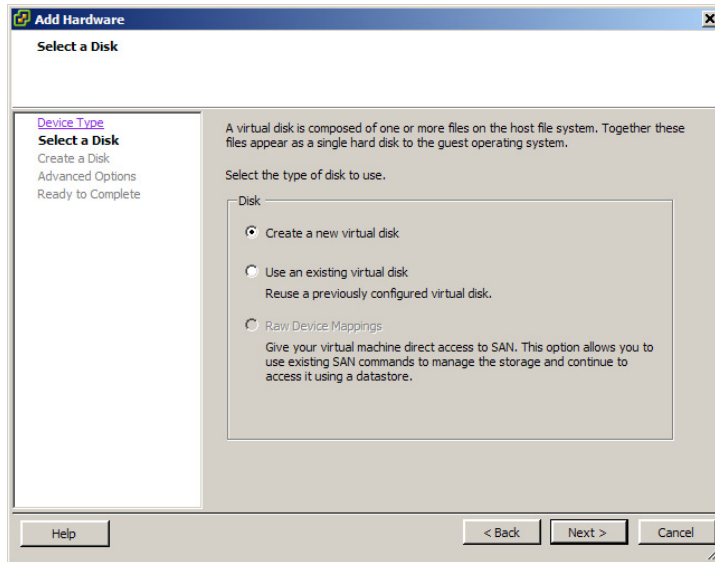 Add Hardware
Select a Disk
Device Type
Select a Disk
Create a Disk
Advanced Options
Ready to Complete
A virtual disk is composed of one or more files on the host file system. Together these
files appear as a single hard disk to the guest operating system.
Select the type of disk to use.
Disk
Create a new virtual disk
Use an existing virtual disk
Reuse a previously configured virtual disk.
Raw Device Mappings
Give your virtual machine direct access to SAN. This option allows you to
use existing SAN commands to manage the storage and continue to
access it using a datastore.
Help
< Back
Next >
Cancel